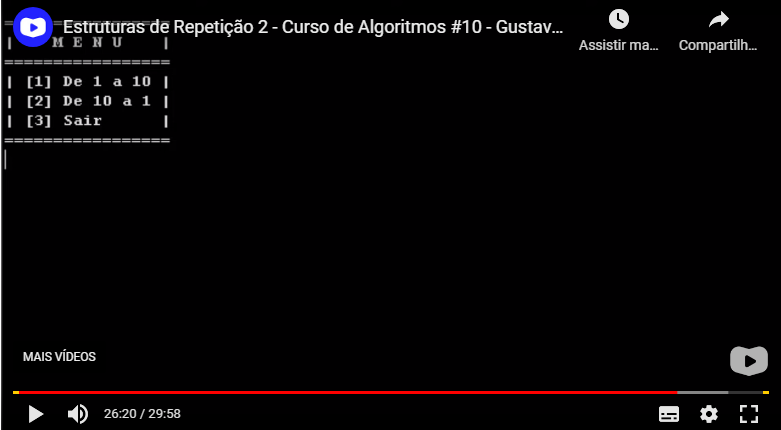 Estruturas de Repetição 2 - Curso de Algoritmos #10 - Gustav...
Assistir ma...
Compartilh...
=================
| M E N U |
=================
| [1] De 1 a 10 |
| [2] De 10 a 1 |
| [3] Sair |
=================
MAIS VÍDEOS
26:20 / 29:58